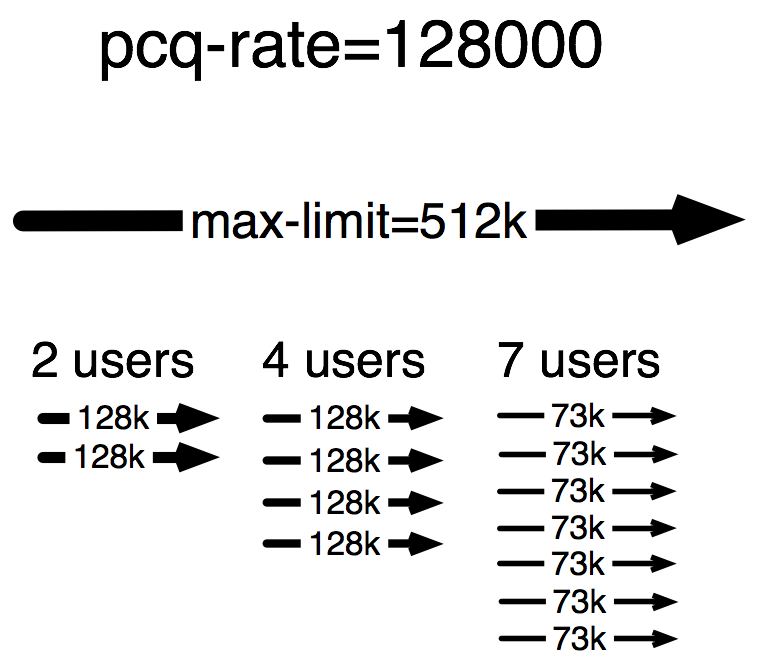 pcq-rate=128000
max-limit=512k
2 users
128k
128k
4 users
128k
128k
128k
128k
7 users
73k
73k
73k
73k
73k
73k
73k